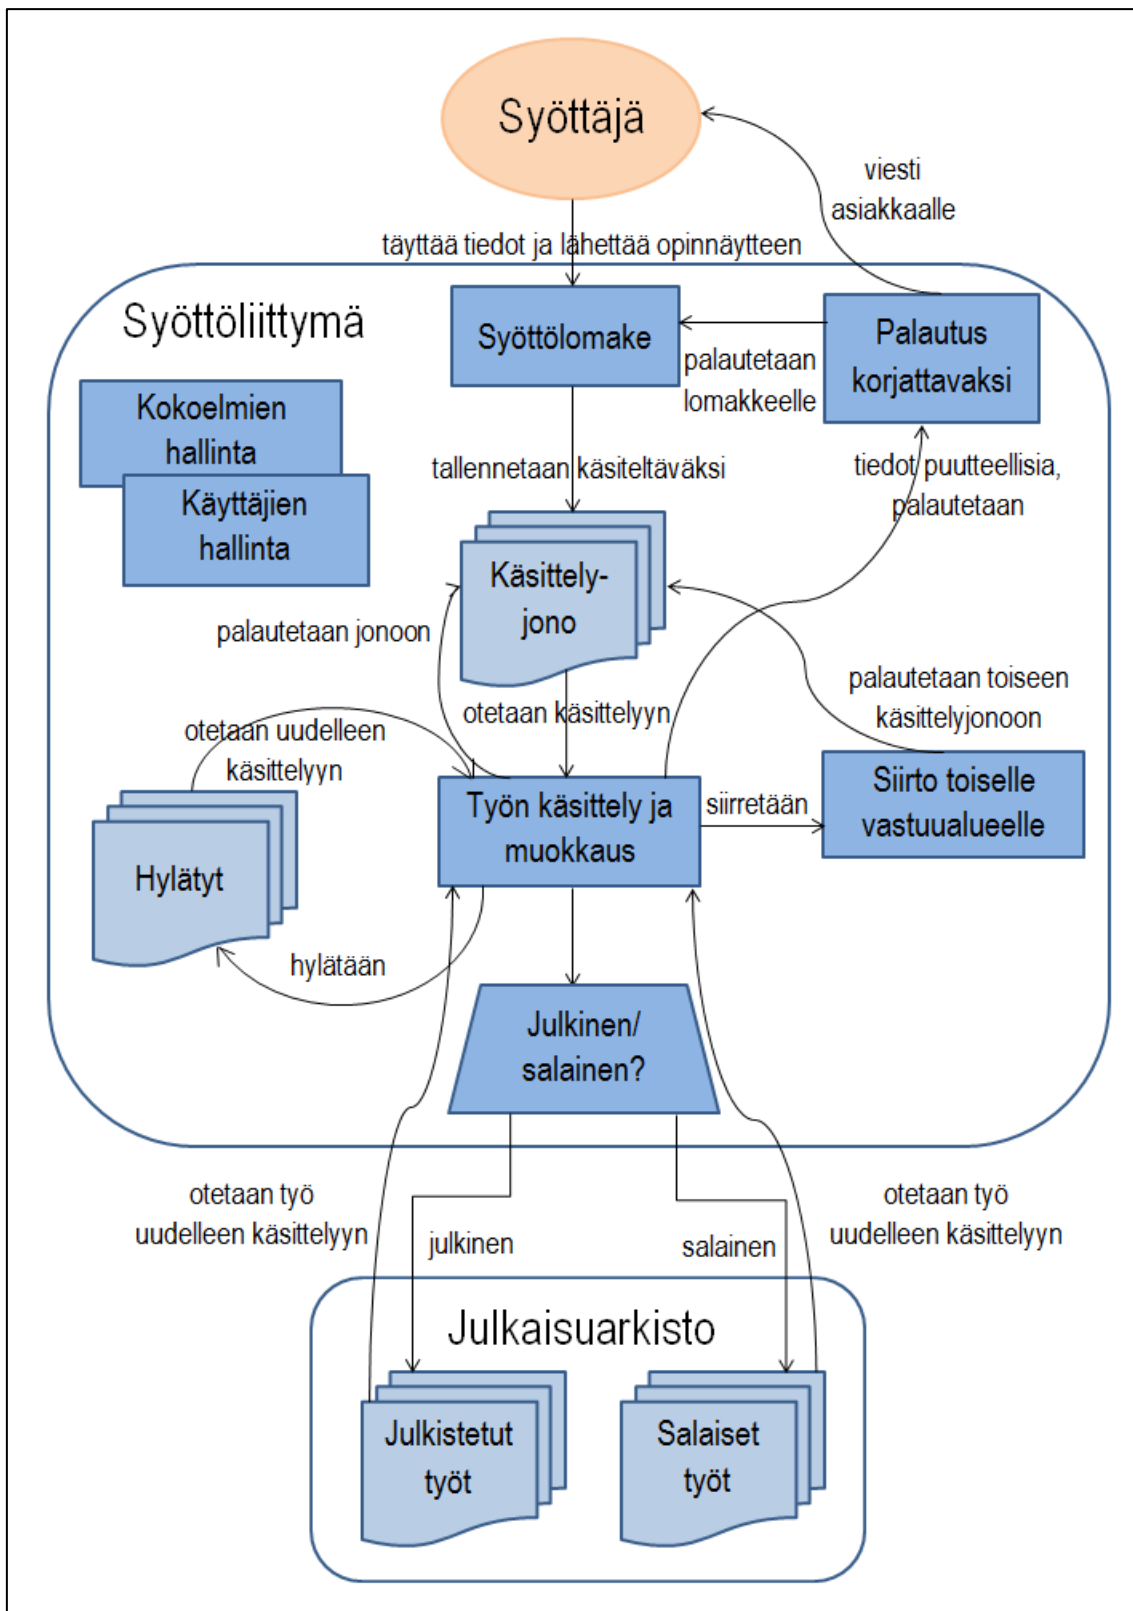 Syöttäjä
viesti
asiakkaalle
täyttää tiedot ja lähettää opinnäytteen
Syöttöliittymä
Syöttölomake
Palautus
korjattavaksi
palautetaan
lomakkeelle
Kokoelmien
hallinta
Käyttäjien
hallinta
tallennetaan käsiteltäväksi
tiedot puutteellisia,
palautetaan
Käsittely-
jono
palautetaan jonoon
otetaan käsittelyyn
palautetaan toiseen
käsittelyjonoon
otetaan uudelleen
käsittelyyn
Työn käsittely ja
muokkaus
siirretään
Siirto toiselle
vastuualueelle
Hylätyt
hylätään
Julkinen/
salainen?
otetaan työ
uudelleen käsittelyyn
julkinen
salainen
otetaan työ
uudelleen käsittelyyn
Julkaisuarkisto
Julkistetut
työt
Salaiset
työt